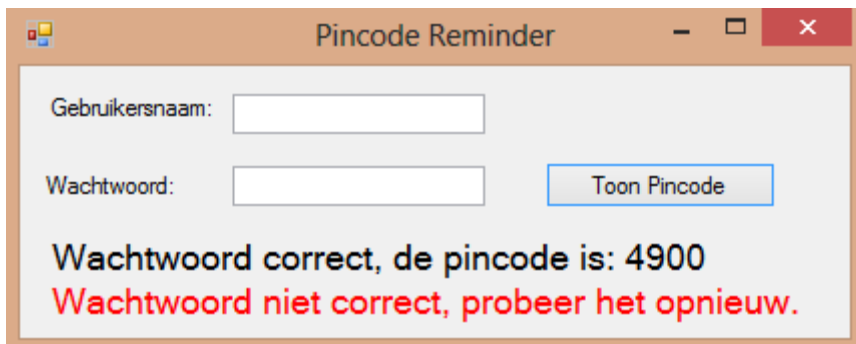 Pincode Reminder
Gebruikersnaam:
Wachtwoord:
Toon Pincode
Wachtwoord correct, de pincode is: 4900
Wachtwoord niet correct, probeer het opnieuw.